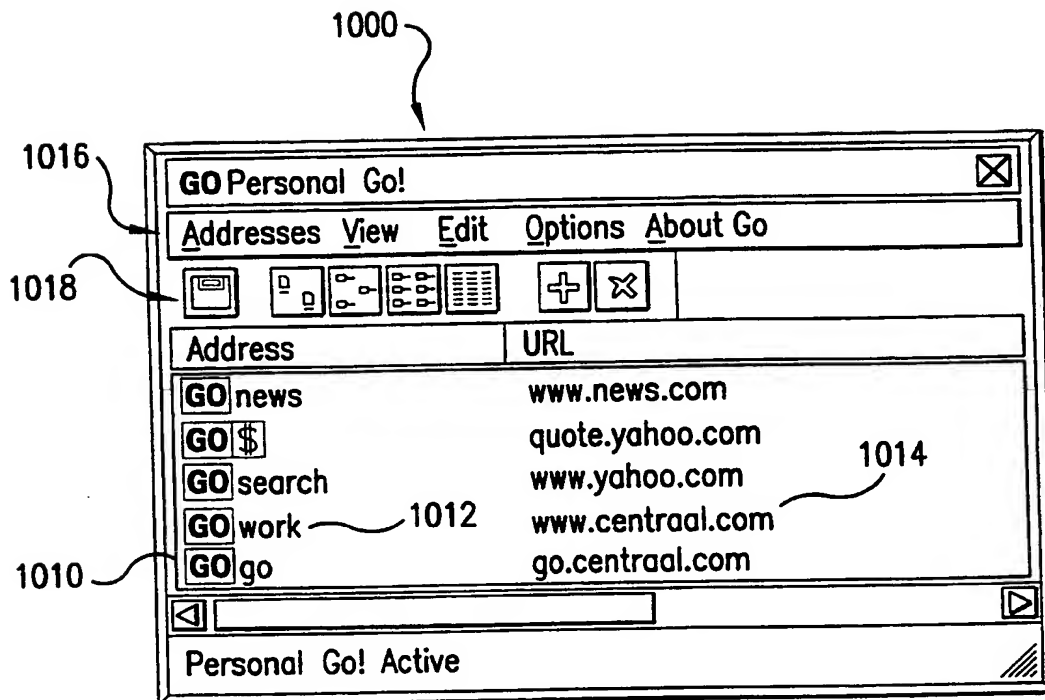 1000
1016
GO Personal Go!
Addresses View Edit Options About Go
1018
Address URL
GO news www.news.com
GO $ quote.yahoo.com
GO search www.yahoo.com
1014
GO work 1012 www.centraal.com
1010
GO go go.centraal.com
Personal Go! Active